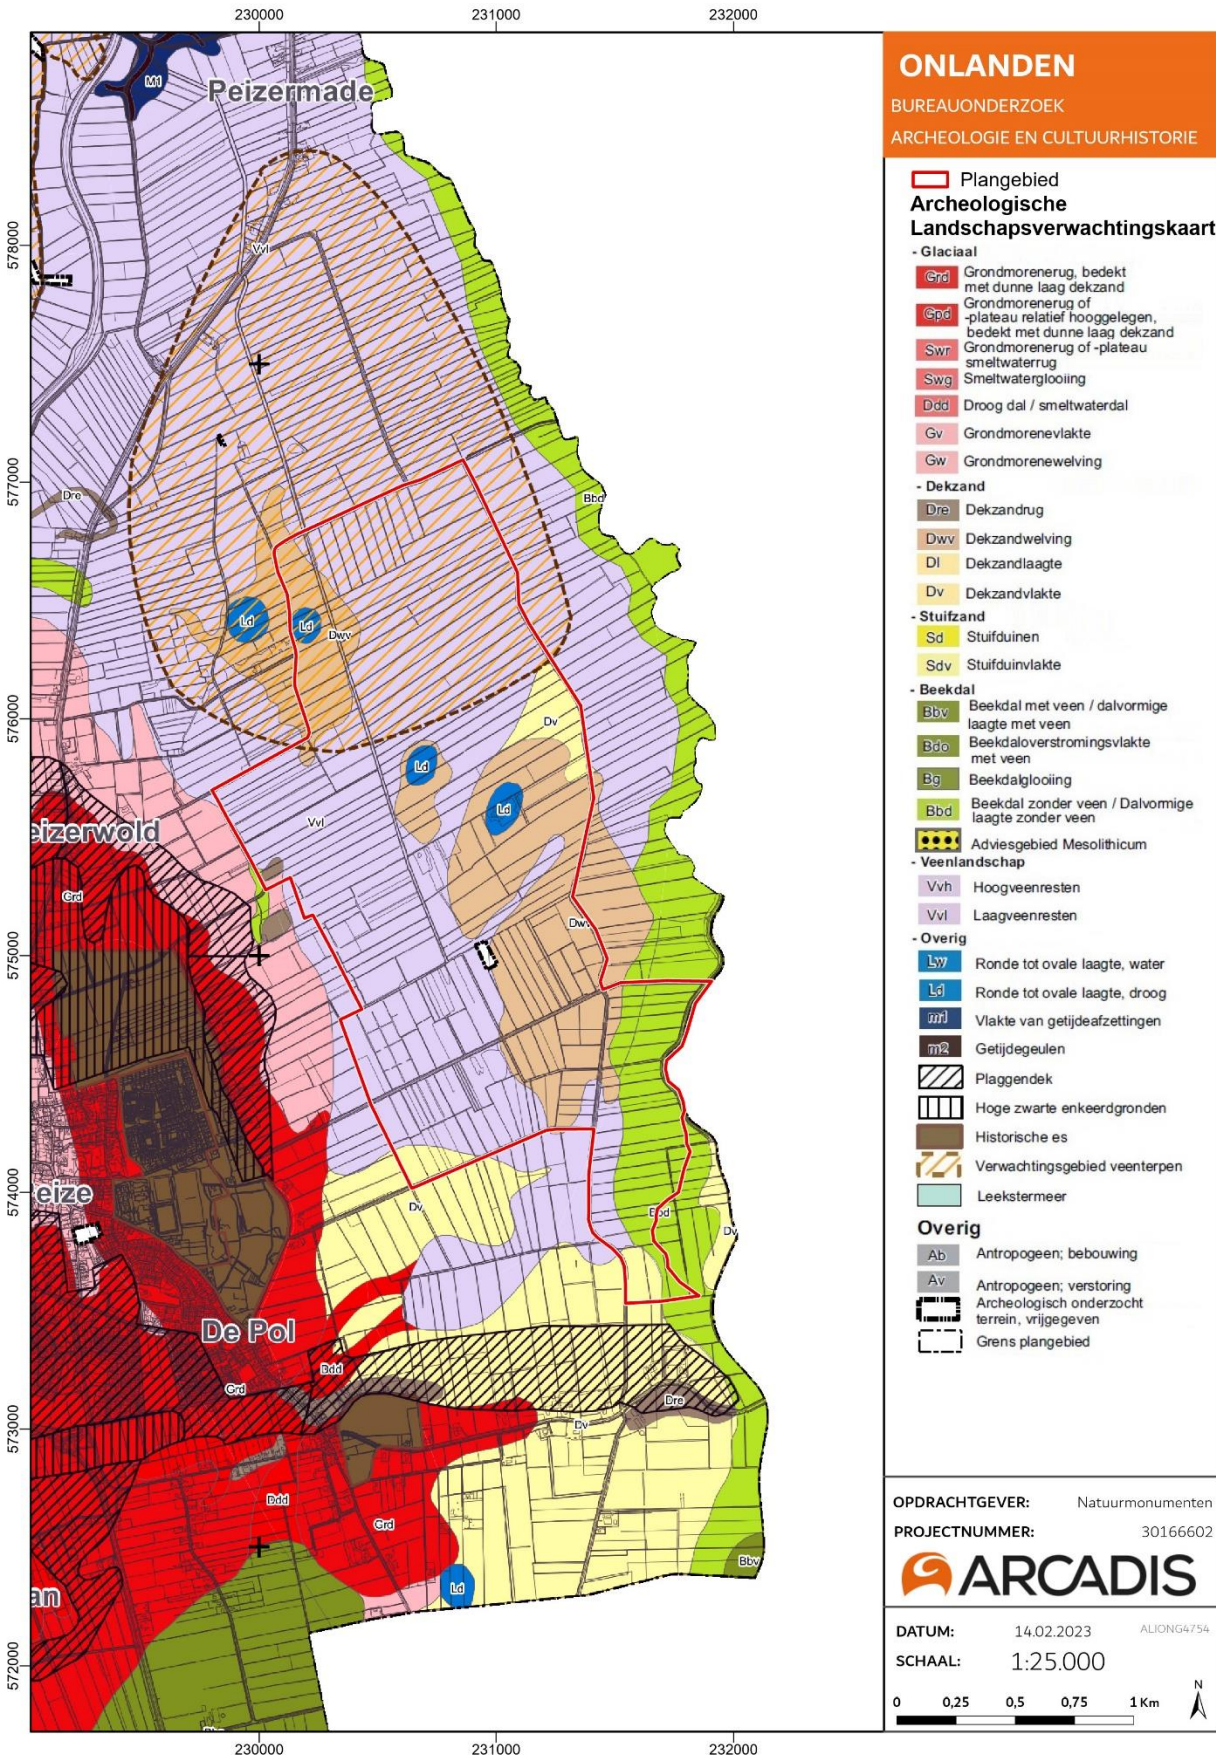 230000
231000
232000
578000
577000
576000
575000
574000
573000
572000
Peizermade
M1
Vvl
Dre
Bbd
Ld
Ld
Dwv
Dv
Ld
Ld
Vvl
eizerwold
Grd
Dwv
eize
Dv
Bbd
Dv
De Pol
Ddd
Grd
Dre
Dv
Ddd
Grd
Bbv
Ld
an
230000
231000
232000
ONLANDEN
BUREAUONDERZOEK
ARCHEOLOGIE EN CULTUURHISTORIE
Plangebied
Archeologische
Landschapsverwachtingskaart
- Glaciaal
Grd Grondmorenerug, bedekt
met dunne laag dekzand
Gpd Grondmorenerug of
-plateau relatief hooggelegen,
bedekt met dunne laag dekzand
Swr Grondmorenerug of -plateau
smeltwaterrug
Swg Smeltwaterglooiing
Ddd Droog dal / smeltwaterdal
Gv Grondmorenevlakte
Gw Grondmorenewelving
- Dekzand
Dre Dekzandrug
Dwv Dekzandwelving
Dl Dekzandlaagte
Dv Dekzandvlakte
- Stuifzand
Sd Stuifduinen
Sdv Stuifduinvlakte
- Beekdal
Bbv Beekdal met veen / dalvormige
laagte met veen
Bdo Beekdaloverstromingsvlakte
met veen
Bg Beekdalglooiing
Bbd Beekdal zonder veen / Dalvormige
laagte zonder veen
Adviesgebied Mesolithicum
- Veenlandschap
Vvh Hoogveenresten
Vvl Laagveenresten
- Overig
Lw Ronde tot ovale laagte, water
Ld Ronde tot ovale laagte, droog
m1 Vlakte van getijdeafzettingen
m2 Getijdegeulen
Plaggendek
Hoge zwarte enkeerdgronden
Historische es
Verwachtingsgebied veenterpen
Leekstermeer
Overig
Ab Antropogeen; bebouwing
Av Antropogeen; verstoring
Archeologisch onderzocht
terrein, vrijgegeven
Grens plangebied
OPDRACHTGEVER: Natuurmonumenten
PROJECTNUMMER: 30166602
ARCADIS
DATUM: 14.02.2023 ALIONG4754
SCHAAL: 1:25.000
0 0,25 0,5 0,75 1 Km
N